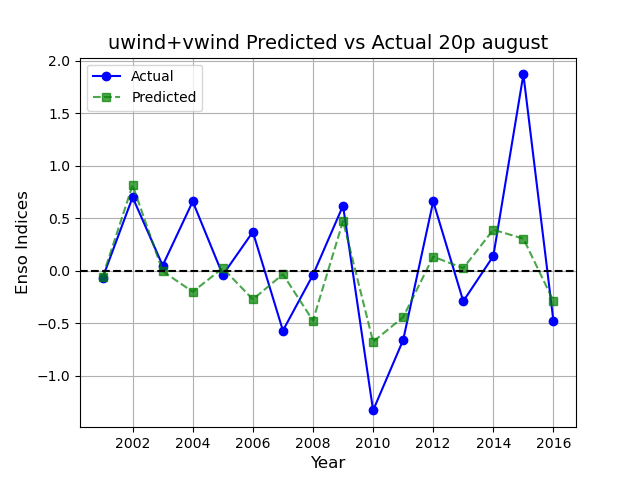 uwind+vwind Predicted vs Actual 20p august
Actual
Predicted
Enso Indices
2.0
1.5
1.0
0.5
0.0
−0.5
−1.0
2002 2004 2006 2008 2010 2012 2014 2016
Year